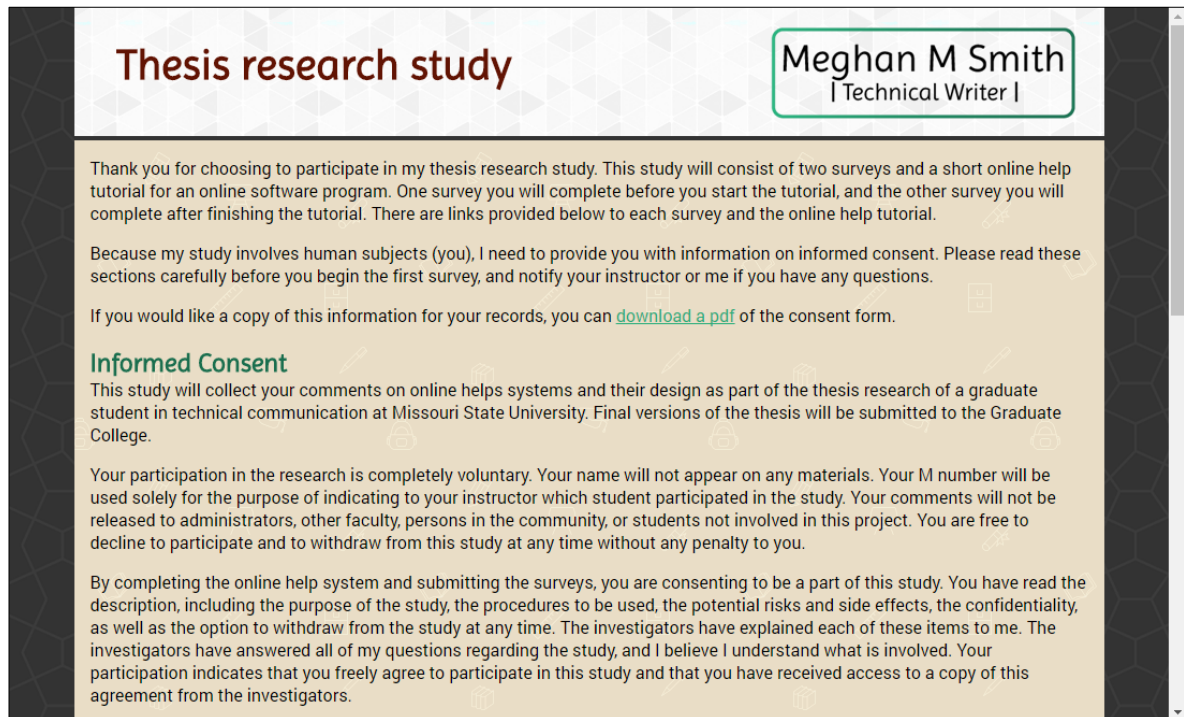 Thesis research study
Meghan M Smith
| Technical Writer |
Thank you for choosing to participate in my thesis research study. This study will consist of two surveys and a short online help
tutorial for an online software program. One survey you will complete before you start the tutorial, and the other survey you will
complete after finishing the tutorial. There are links provided below to each survey and the online help tutorial.
Because my study involves human subjects (you), I need to provide you with information on informed consent. Please read these
sections carefully before you begin the first survey, and notify your instructor or me if you have any questions.
If you would like a copy of this information for your records, you can download a pdf of the consent form.
Informed Consent
This study will collect your comments on online helps systems and their design as part of the thesis research of a graduate
student in technical communication at Missouri State University. Final versions of the thesis will be submitted to the Graduate
College.
Your participation in the research is completely voluntary. Your name will not appear on any materials. Your M number will be
used solely for the purpose of indicating to your instructor which student participated in the study. Your comments will not be
released to administrators, other faculty, persons in the community, or students not involved in this project. You are free to
decline to participate and to withdraw from this study at any time without any penalty to you.
By completing the online help system and submitting the surveys, you are consenting to be a part of this study. You have read the
description, including the purpose of the study, the procedures to be used, the potential risks and side effects, the confidentiality,
as well as the option to withdraw from the study at any time. The investigators have explained each of these items to me. The
investigators have answered all of my questions regarding the study, and I believe I understand what is involved. Your
participation indicates that you freely agree to participate in this study and that you have received access to a copy of this
agreement from the investigators.